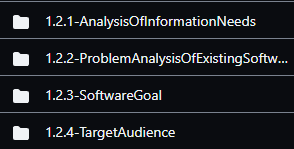 1.2.1-AnalysisOfInformationNeeds
1.2.2-ProblemAnalysisOfExistingSoftw...
1.2.3-SoftwareGoal
1.2.4-TargetAudience